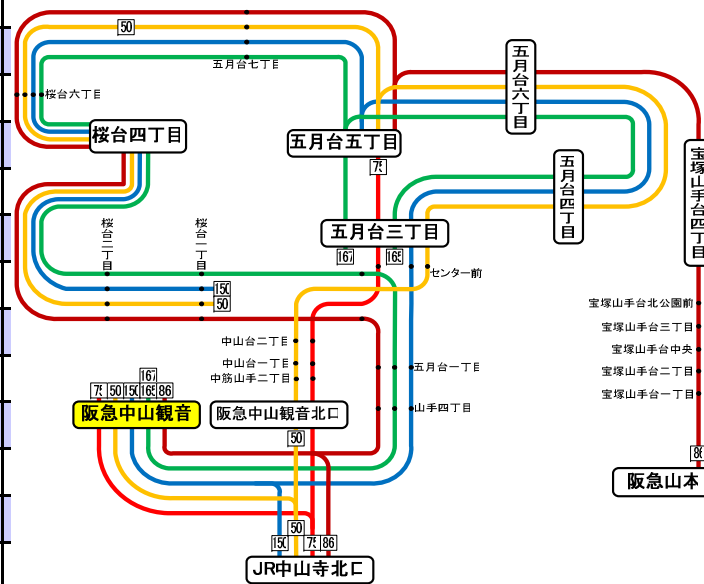 50
五月台七丁目
桜台六丁目
桜台四丁目
五月台五丁目
五月台六丁目
五月台四丁目
宝塚山手台四丁目
75
桜台二丁目
桜台一丁目
五月台三丁目
167
165
センター前
150
50
宝塚山手台北公園前
宝塚山手台三丁目
宝塚山手台中央
宝塚山手台二丁目
宝塚山手台一丁目
中山台二丁目
中山台一丁目
中筋山手二丁目
五月台一丁目
山手四丁目
167
75 50 150 165 86
阪急中山観音
阪急中山観音北口
50
86
阪急山本
50
150 75 86
JR中山寺北口